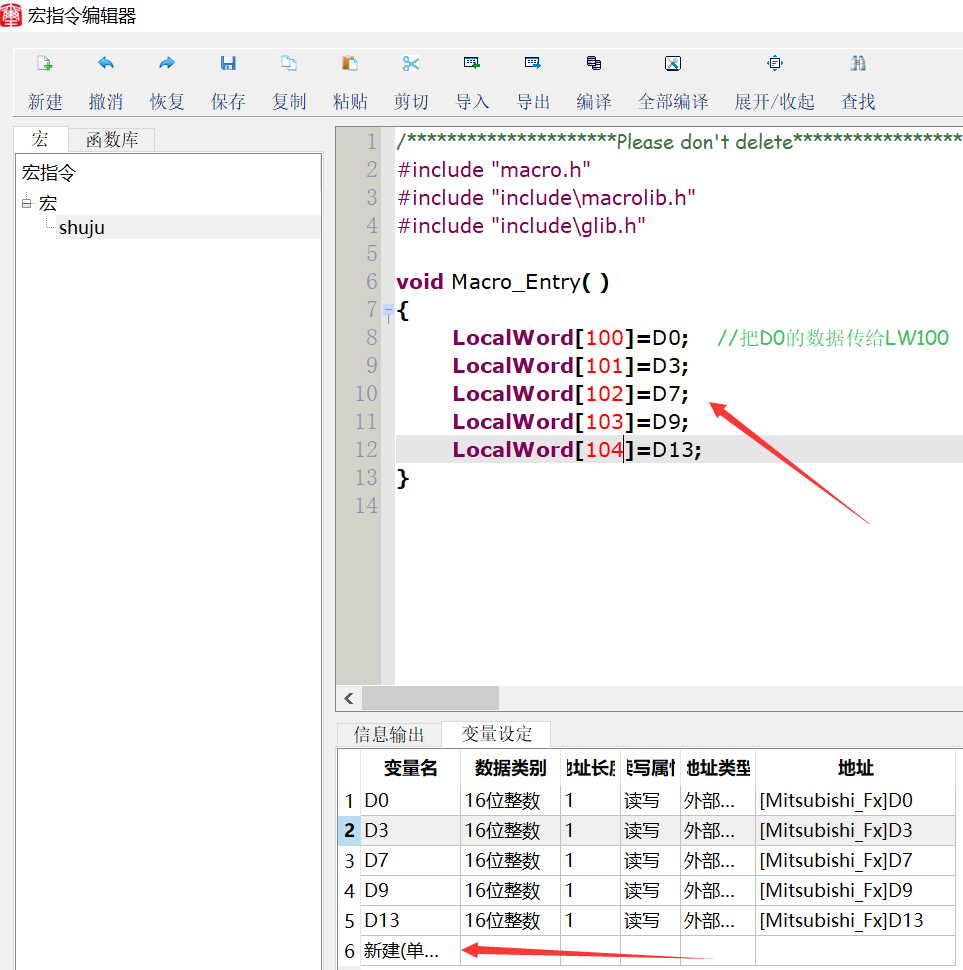 宏指令编辑器
新建 撤消 恢复 保存 复制 粘贴 剪切 导入 导出 编译 全部编译 展开/收起 查找
宏 函数库
宏指令
宏
shuju
1 /*********************Please don't delete*****************
2 #include "macro.h"
3 #include "include\macrolib.h"
4 #include "include\glib.h"
5
6 void Macro_Entry( )
7 {
8 LocalWord[100]=D0; //把D0的数据传给LW100
9 LocalWord[101]=D3;
10 LocalWord[102]=D7;
11 LocalWord[103]=D9;
12 LocalWord[104]=D13;
13 }
14
信息输出 变量设定
变量名 数据类别 地址长度 读写属性 地址类型 地址
1 D0 16位整数 1 读写 外部... [Mitsubishi_Fx]D0
2 D3 16位整数 1 读写 外部... [Mitsubishi_Fx]D3
3 D7 16位整数 1 读写 外部... [Mitsubishi_Fx]D7
4 D9 16位整数 1 读写 外部... [Mitsubishi_Fx]D9
5 D13 16位整数 1 读写 外部... [Mitsubishi_Fx]D13
6 新建(单...